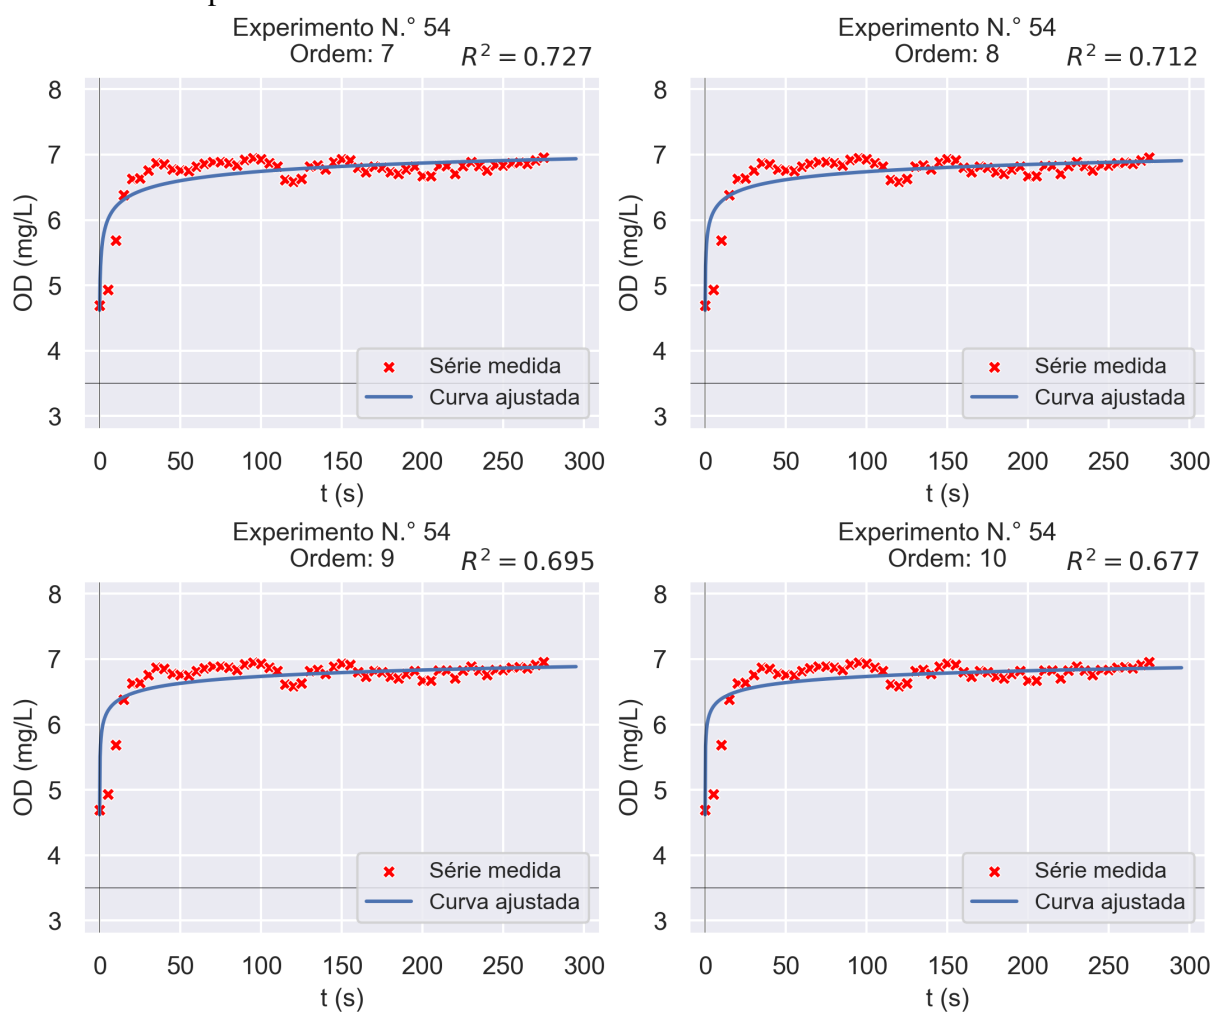 Experimento N.° 54
Ordem: 7
R² = 0.727
8
7
6
5
4
3
OD (mg/L)
Série medida
Curva ajustada
0 50 100 150 200 250 300
t (s)
Experimento N.° 54
Ordem: 8
R² = 0.712
8
7
6
5
4
3
OD (mg/L)
Série medida
Curva ajustada
0 50 100 150 200 250 300
t (s)
Experimento N.° 54
Ordem: 9
R² = 0.695
8
7
6
5
4
3
OD (mg/L)
Série medida
Curva ajustada
0 50 100 150 200 250 300
t (s)
Experimento N.° 54
Ordem: 10
R² = 0.677
8
7
6
5
4
3
OD (mg/L)
Série medida
Curva ajustada
0 50 100 150 200 250 300
t (s)